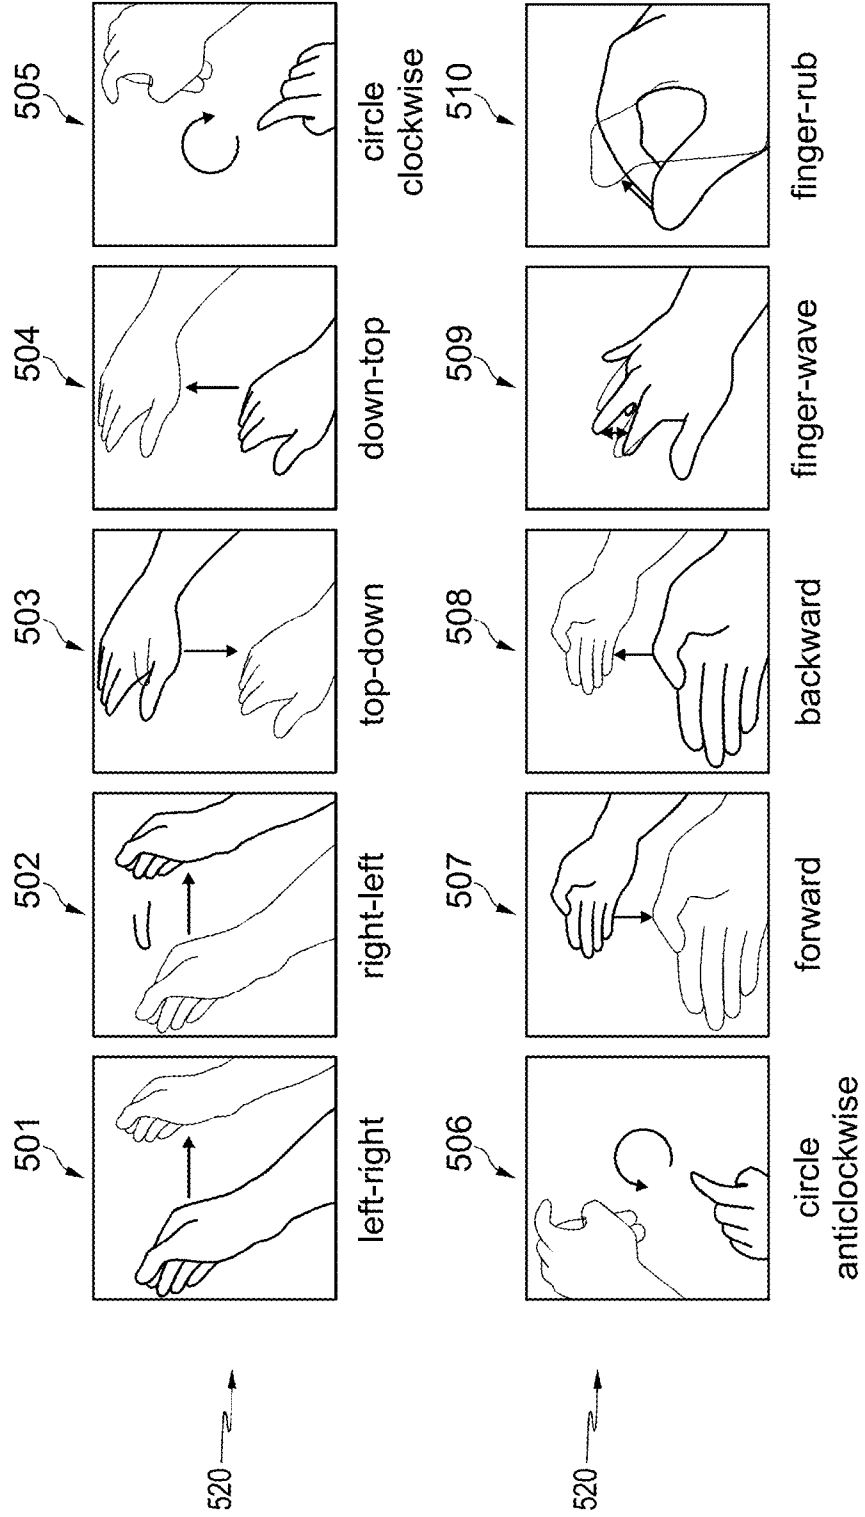 501
502
503
504
505
left-right
right-left
top-down
down-top
circle
clockwise
520
506
507
508
509
510
circle
anticlockwise
forward
backward
finger-wave
finger-rub
520